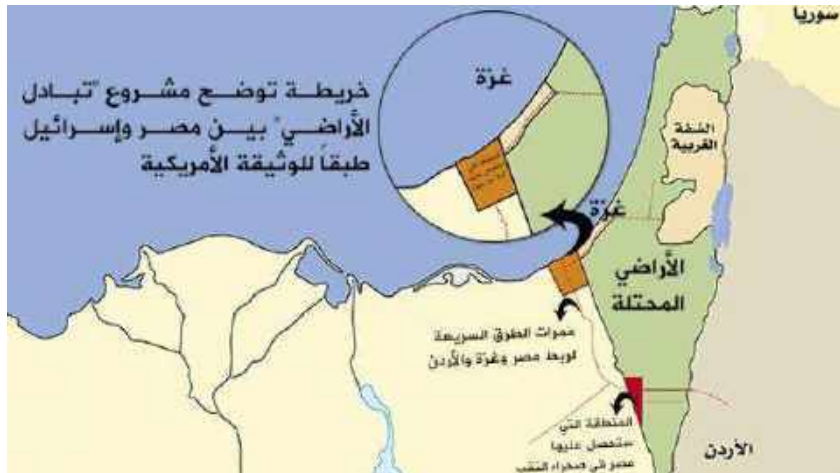 سوريا
خريطة توضح مشروع "تبادل
الأراضي" بين مصر وإسرائيل
طبقاً للوثيقة الأمريكية
غزة
الضفة
الغربية
غزة
الأراضي
المحتلة
ممرات الطرق السريعة
لربط مصر وغزة والأردن
المنطقة التي
ستحصل عليها
مصر في صحراء النقب
الأردن